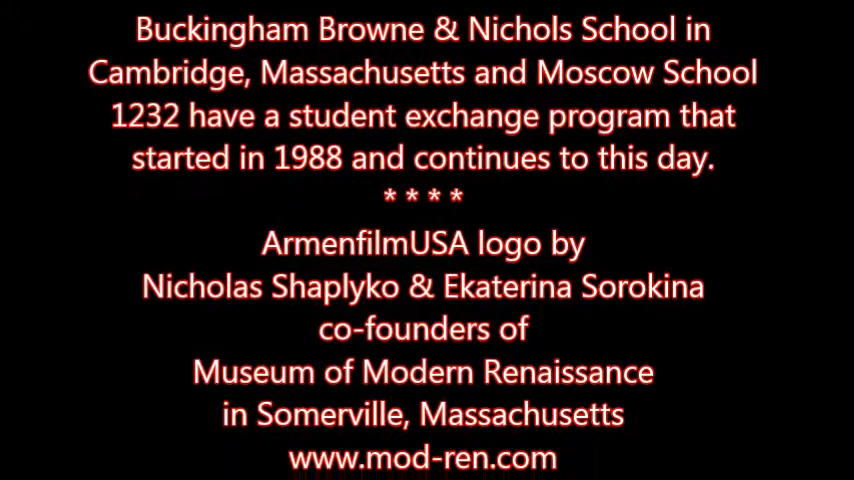 Buckingham Browne & Nichols School in
Cambridge, Massachusetts and Moscow School
1232 have a student exchange program that
started in 1988 and continues to this day.
* * * *
ArmenfilmUSA logo by
Nicholas Shaplyko & Ekaterina Sorokina
co-founders of
Museum of Modern Renaissance
in Somerville, Massachusetts
www.mod-ren.com